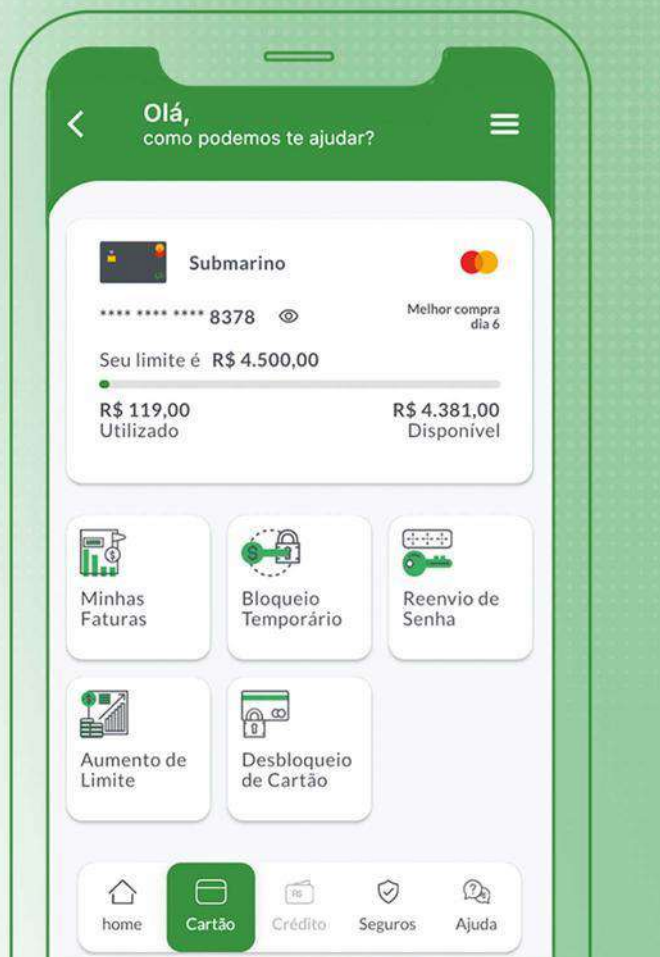 Olá,
como podemos te ajudar?
Submarino
**** **** **** 8378
Melhor compra
dia 6
Seu limite é R$ 4.500,00
R$ 119,00
Utilizado
R$ 4.381,00
Disponível
Minhas
Faturas
Bloqueio
Temporário
Reenvio de
Senha
Aumento de
Limite
Desbloqueio
de Cartão
home
Cartão
Crédito
Seguros
Ajuda